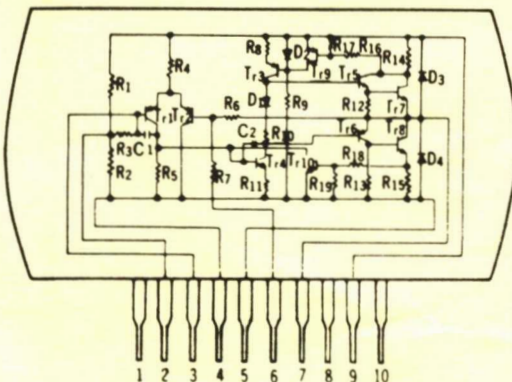 R8 D2 R17 R16 R14
R4 Tr3 Tr9 Tr5 D3
R1 D1 R9 R12 Tr7
Tr1 Tr2 R6 Tr6 Tr8
R3 C1 C2 R10 D4
R2 R5 R7 Tr4 Tr10 R18
R11 R19 R13 R15
1 2 3 4 5 6 7 8 9 10